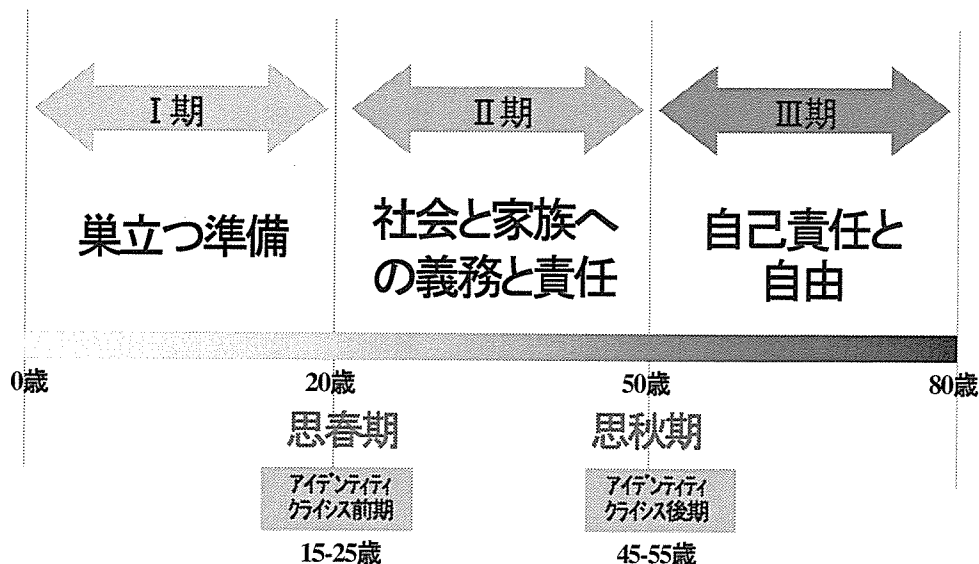 Ⅰ期
Ⅱ期
Ⅲ期
巣立つ準備
社会と家族へ
の義務と責任
自己責任と
自由
0歳
20歳
50歳
80歳
思春期
思秋期
アイデンティティ
クライシス前期
アイデンティティ
クライシス後期
15-25歳
45-55歳